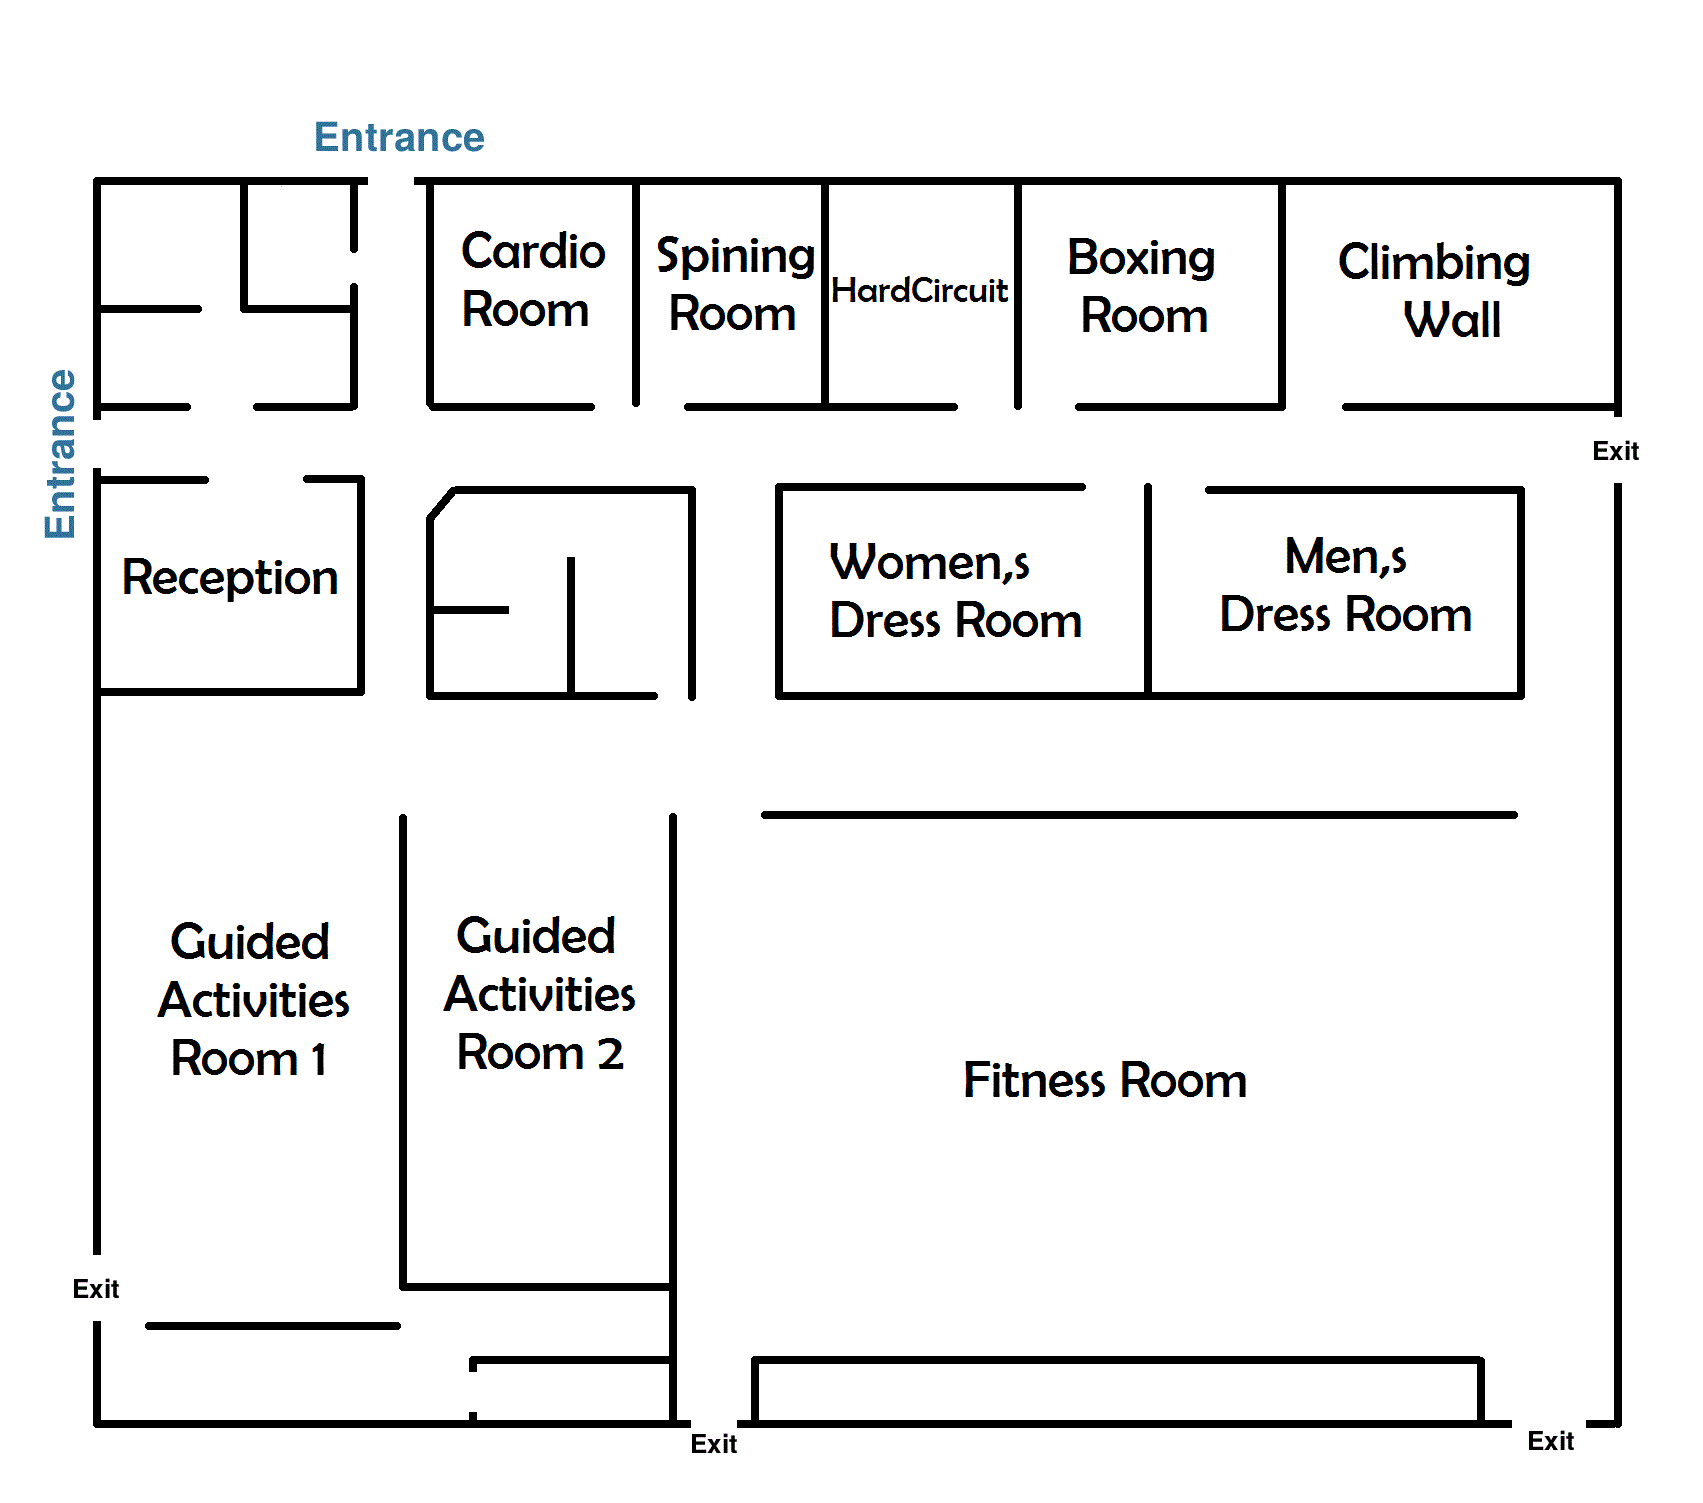 Entrance
Cardio
Room
Spining
Room
HardCircuit
Boxing
Room
Climbing
Wall
Entrance
Exit
Reception
Women,s
Dress Room
Men,s
Dress Room
Guided
Activities
Room 1
Guided
Activities
Room 2
Fitness Room
Exit
Exit
Exit